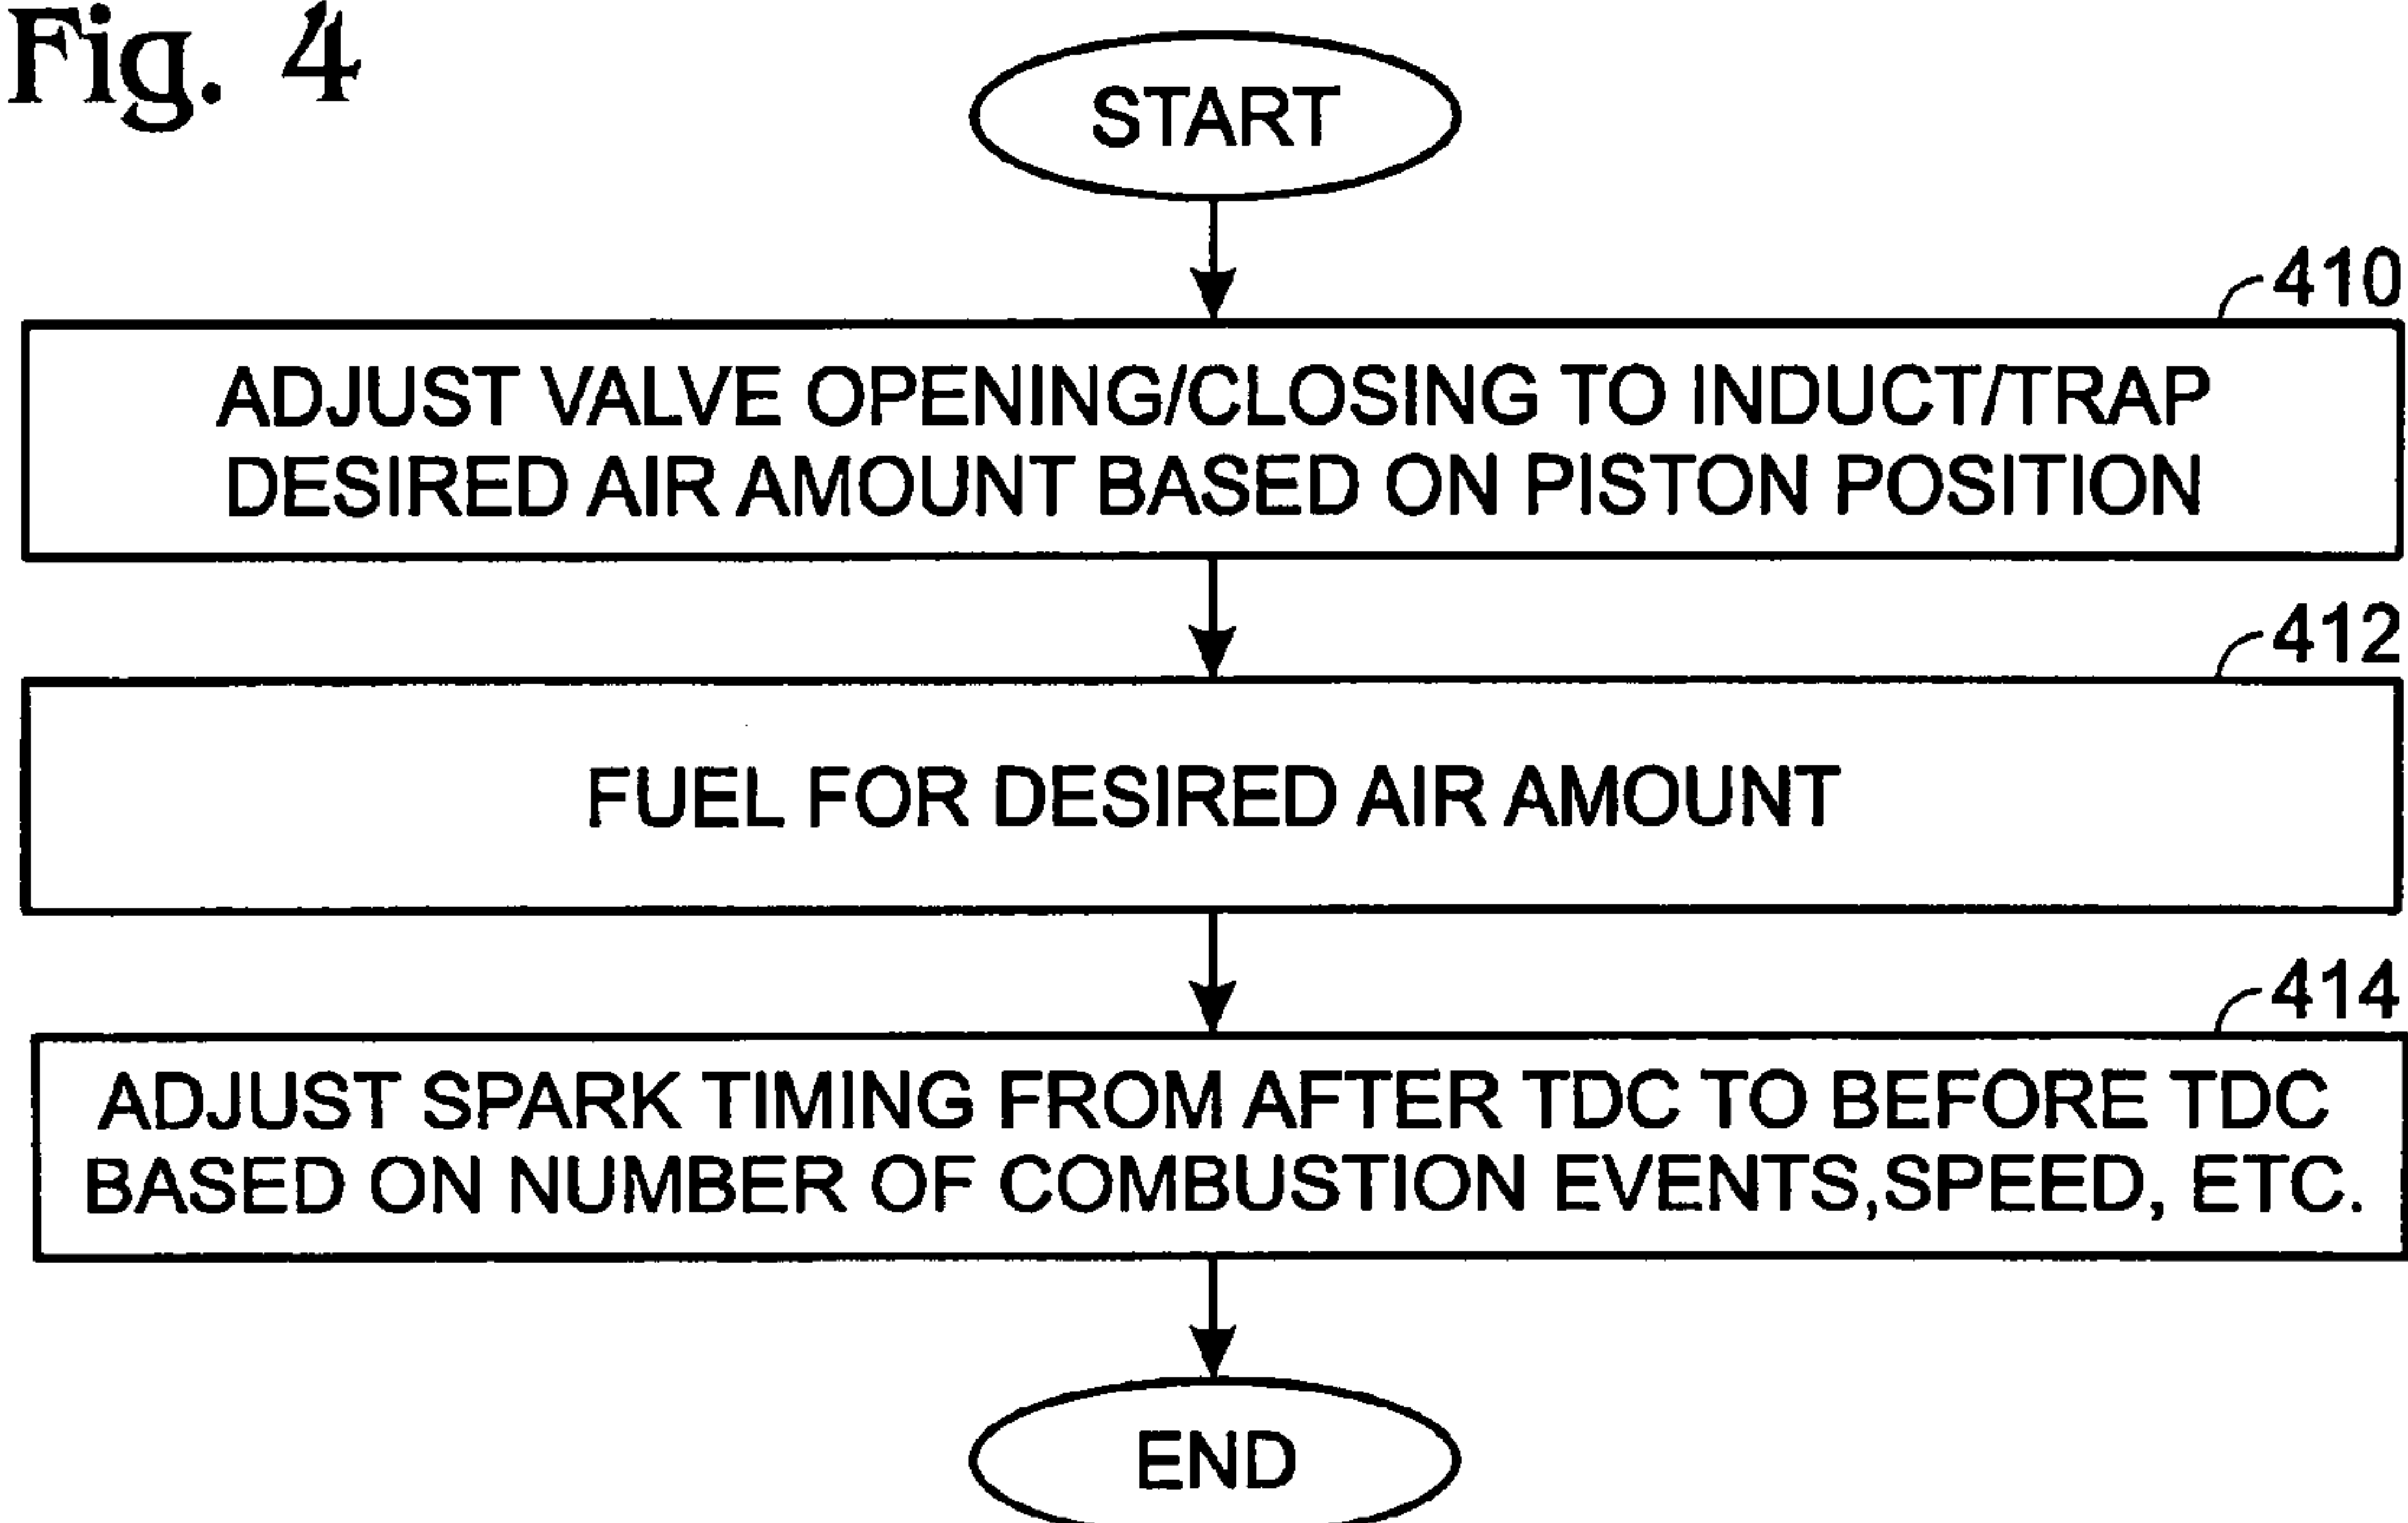 Fig. 4
START
410
ADJUST VALVE OPENING/CLOSING TO INDUCT/TRAP
DESIRED AIR AMOUNT BASED ON PISTON POSITION
412
FUEL FOR DESIRED AIR AMOUNT
414
ADJUST SPARK TIMING FROM AFTER TDC TO BEFORE TDC
BASED ON NUMBER OF COMBUSTION EVENTS,SPEED, ETC.
END